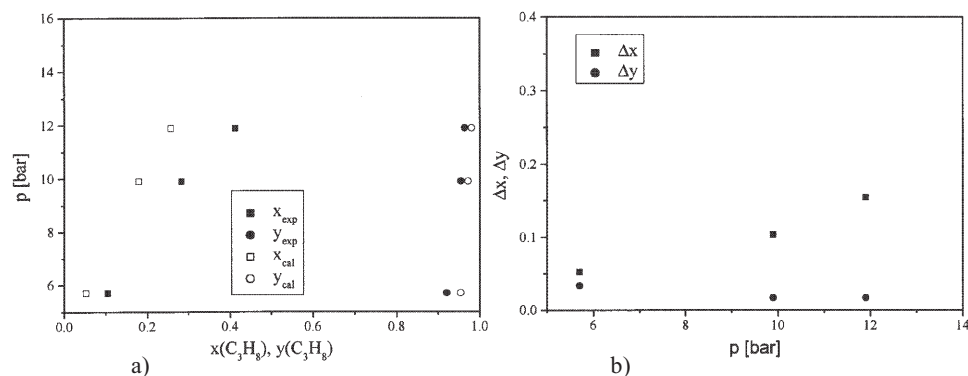 16
14
12
10
8
6
p [bar]
x_exp
y_exp
x_cal
y_cal
0.0 0.2 0.4 0.6 0.8 1.0
x(C₃H₈), y(C₃H₈)
a)
0.4
0.3
0.2
0.1
0.0
Δx, Δy
Δx
Δy
6 8 10 12 14
p [bar]
b)